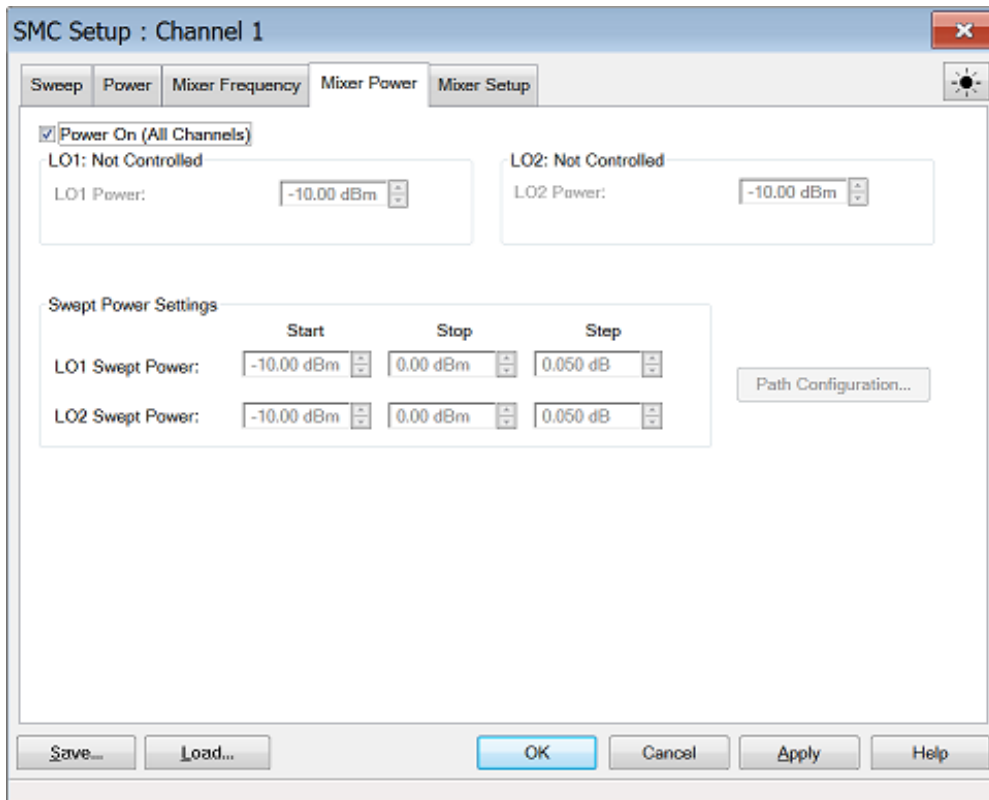 SMC Setup : Channel 1
Sweep Power Mixer Frequency Mixer Power Mixer Setup
Power On (All Channels)
LO1: Not Controlled LO2: Not Controlled
LO1 Power: -10.00 dBm LO2 Power: -10.00 dBm
Swept Power Settings
Start Stop Step
LO1 Swept Power: -10.00 dBm 0.00 dBm 0.050 dB
Path Configuration...
LO2 Swept Power: -10.00 dBm 0.00 dBm 0.050 dB
Save... Load... OK Cancel Apply Help